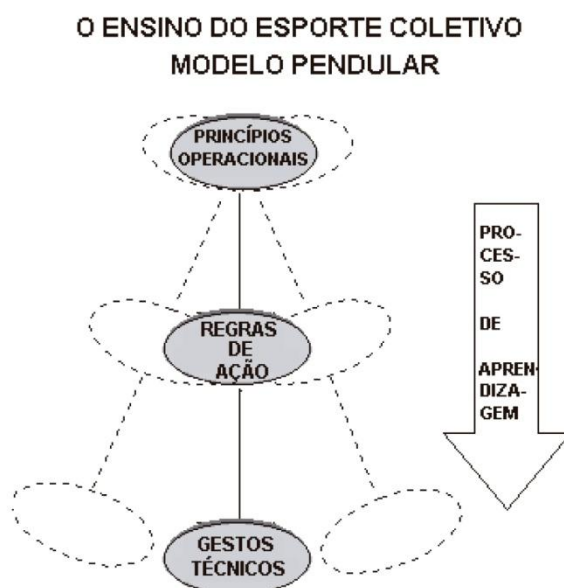 O ENSINO DO ESPORTE COLETIVO
MODELO PENDULAR
PRINCÍPIOS
OPERACIONAIS
REGRAS
DE
AÇÃO
GESTOS
TÉCNICOS
PRO-
CES-
SO
DE
APREN-
DIZA-
GEM